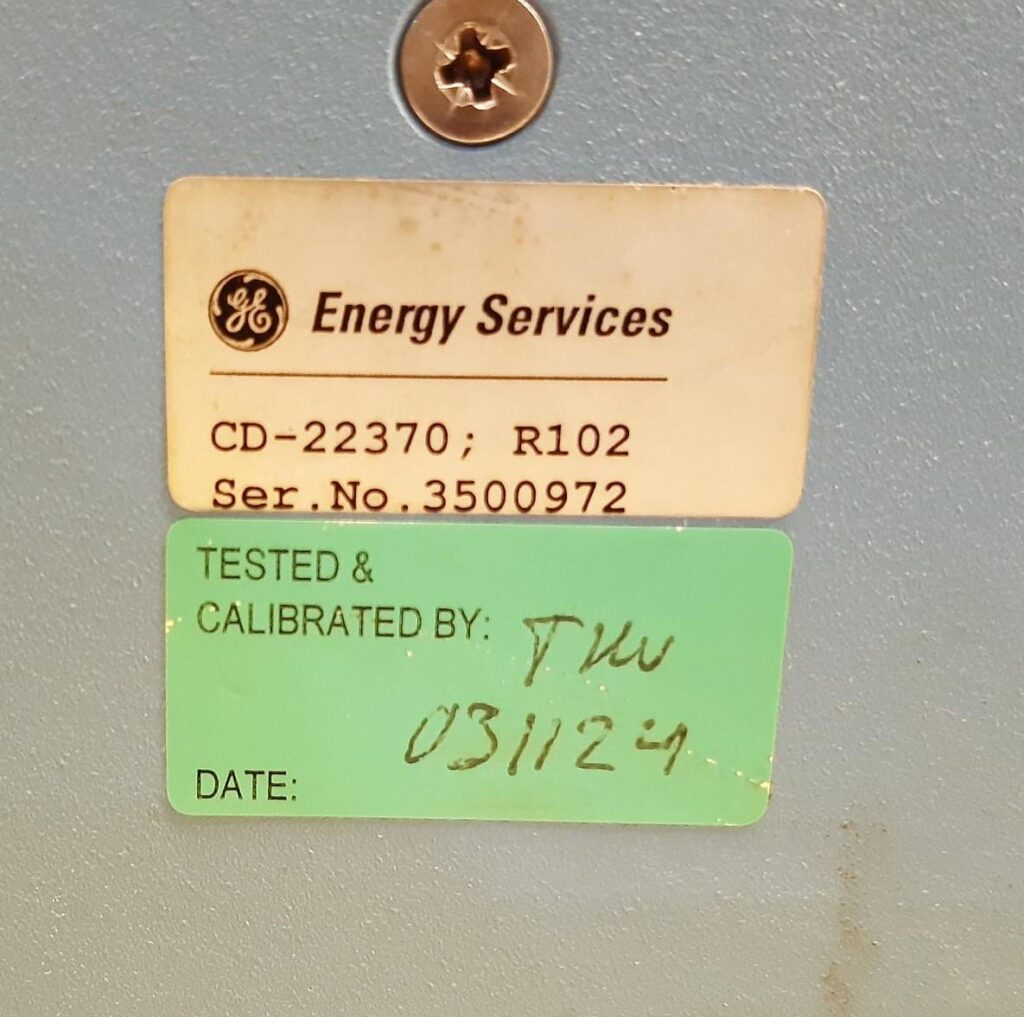 GE Energy Services
CD-22370; R102
Ser.No.3500972
TESTED &
CALIBRATED BY:
031124
DATE: